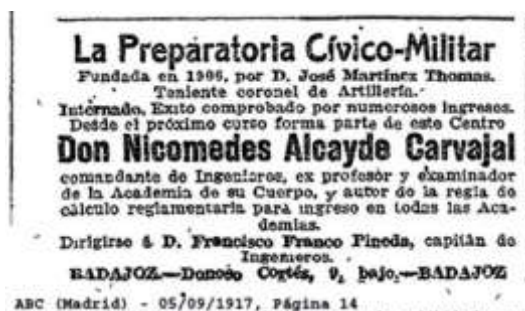 La Preparatoria Cívico-Militar
Fundada en 1906, por D. José Martínez Thomas.
Teniente coronel de Artillería.
Internado. Exito comprobado por numerosos ingresos.
Desde el próximo curso forma parte de este Centro
Don Nicomedes Alcayde Carvajal
comandante de Ingenieros, ex profesor y examinador
de la Academia de su Cuerpo, y autor de la regla de
cálculo reglamentaria para ingreso en todas las Aca-
demias.
Dirigirse á D. Francisco Franco Pineda, capitán de
Ingenieros.
BADAJOZ.—Donoso Cortés, 9, bajo.—BADAJOZ
ABC (Madrid) - 05/09/1917, Página 14